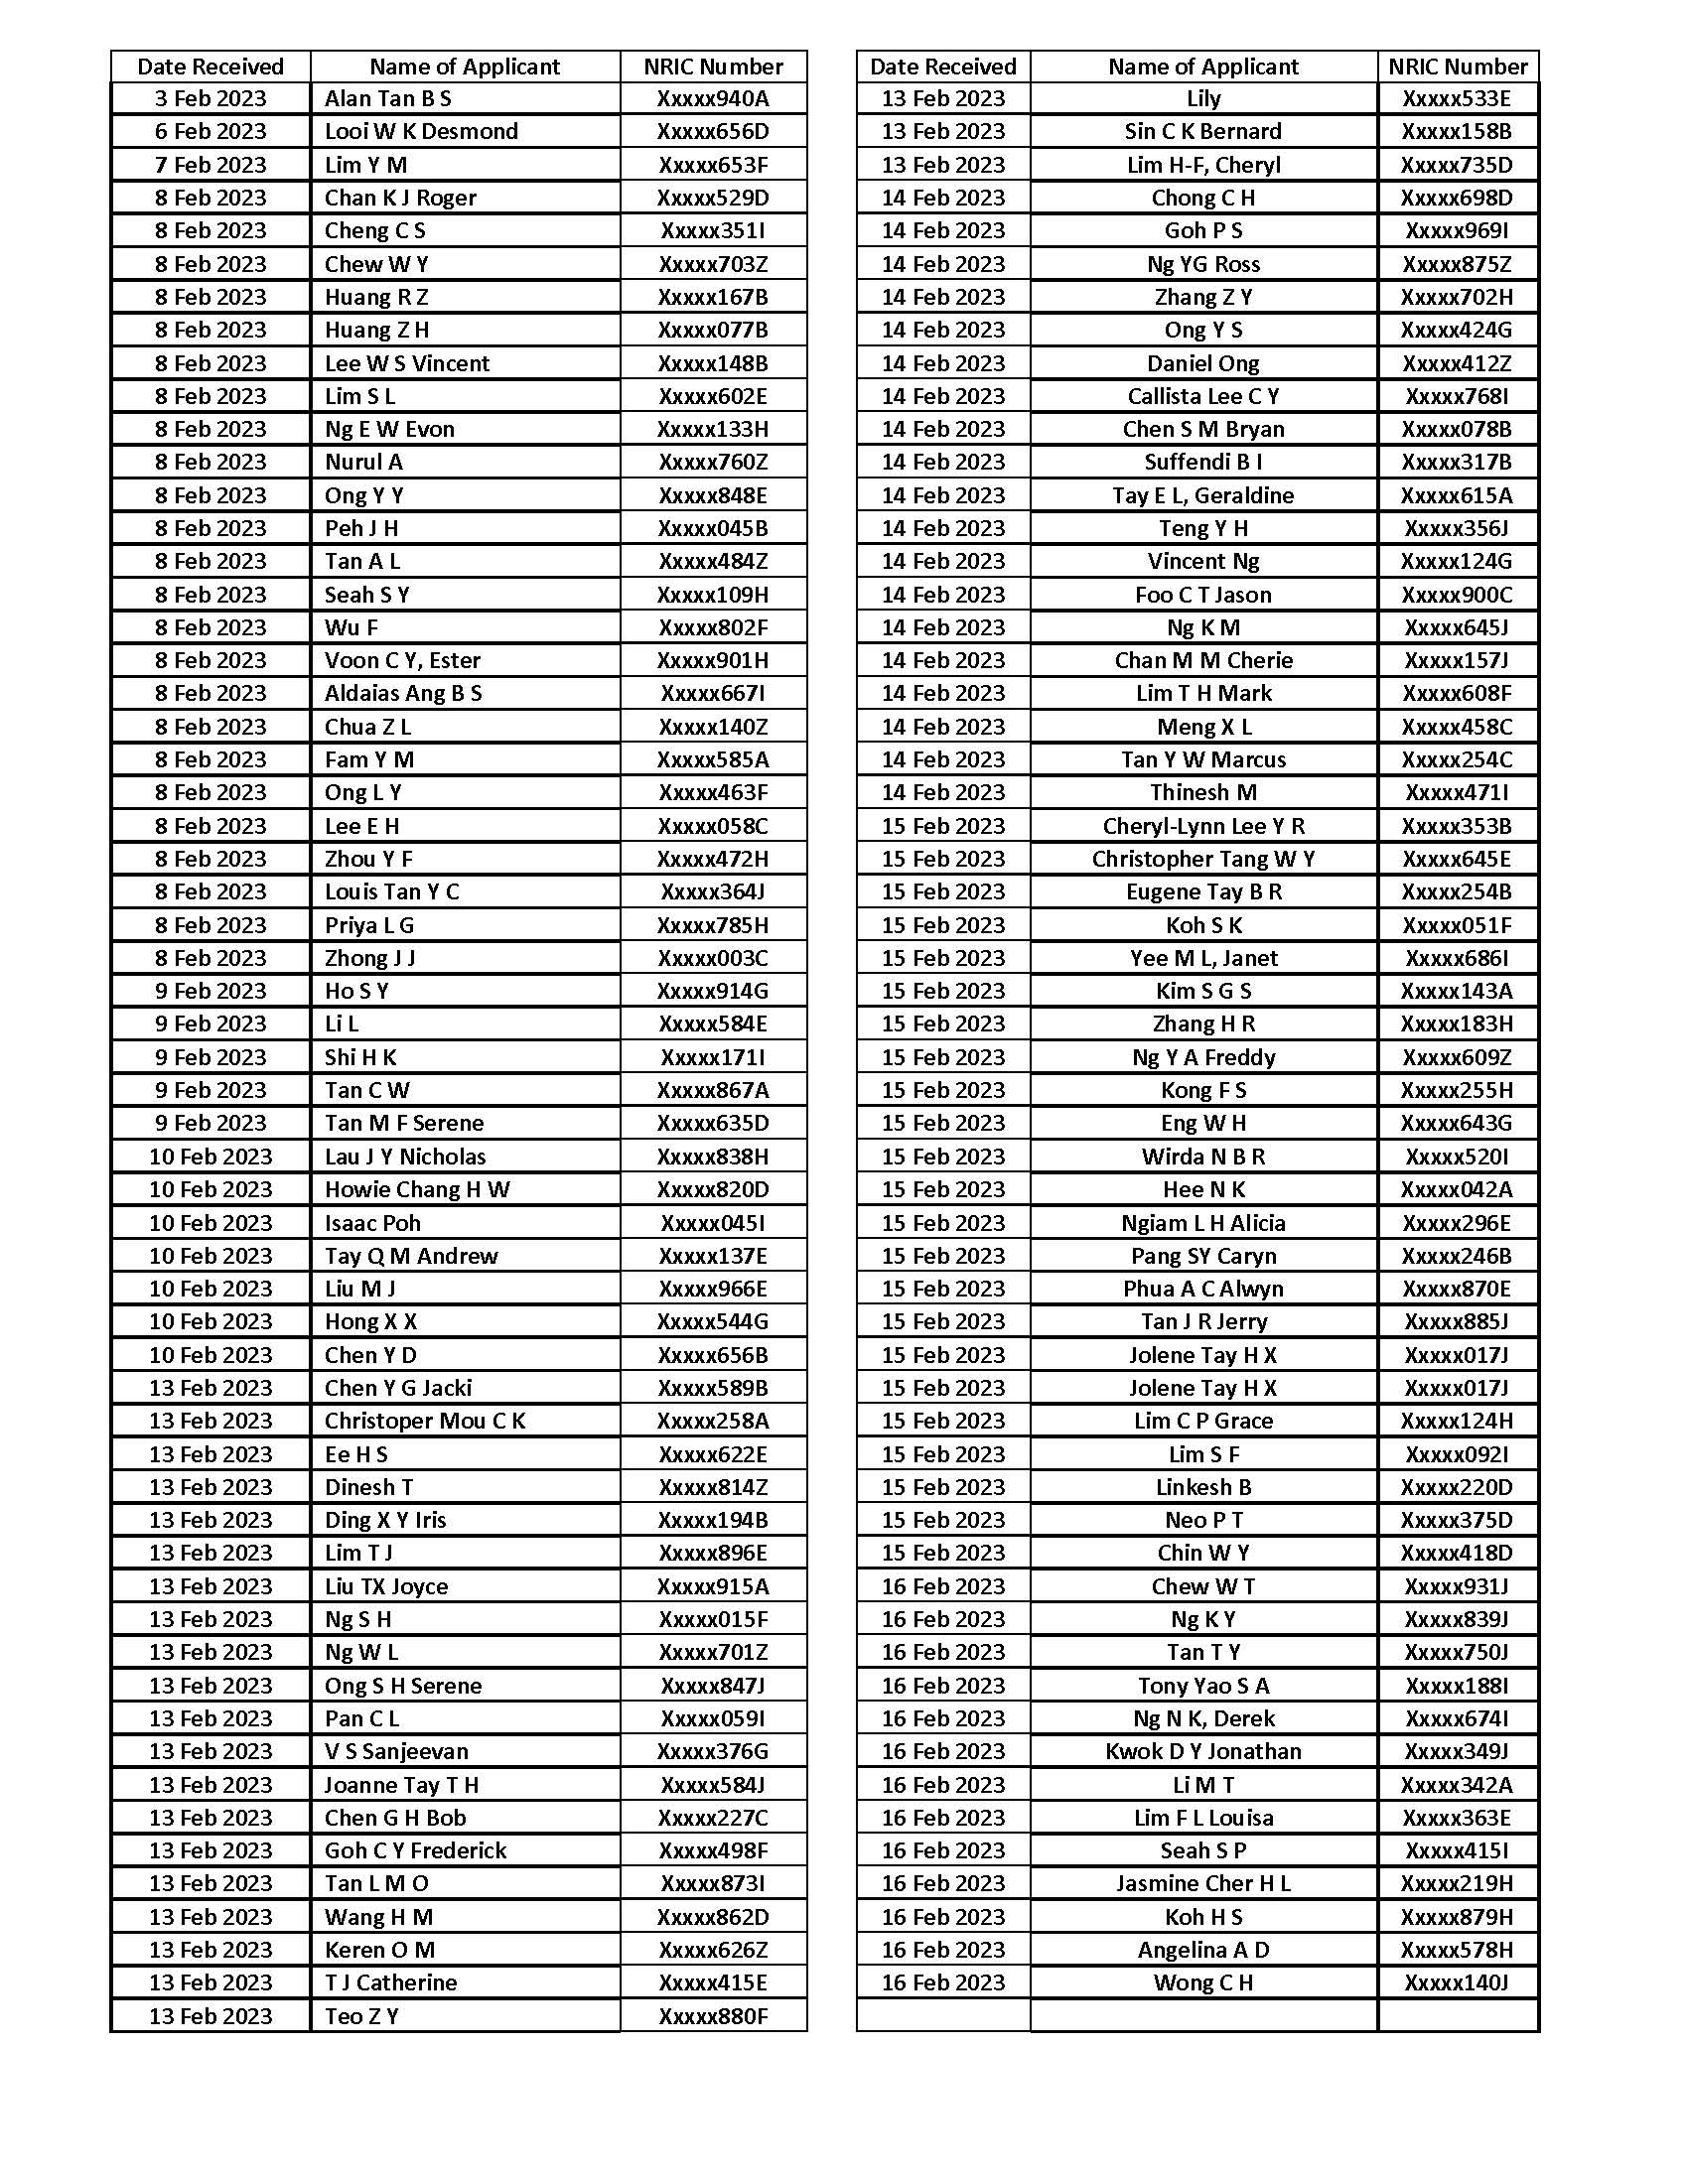 Date Received Name of Applicant NRIC Number
3 Feb 2023 Alan Tan B S Xxxxx940A
6 Feb 2023 Looi W K Desmond Xxxxx656D
7 Feb 2023 Lim Y M Xxxxx653F
8 Feb 2023 Chan K J Roger Xxxxx529D
8 Feb 2023 Cheng C S Xxxxx351I
8 Feb 2023 Chew W Y Xxxxx703Z
8 Feb 2023 Huang R Z Xxxxx167B
8 Feb 2023 Huang Z H Xxxxx077B
8 Feb 2023 Lee W S Vincent Xxxxx148B
8 Feb 2023 Lim S L Xxxxx602E
8 Feb 2023 Ng E W Evon Xxxxx133H
8 Feb 2023 Nurul A Xxxxx760Z
8 Feb 2023 Ong Y Y Xxxxx848E
8 Feb 2023 Peh J H Xxxxx045B
8 Feb 2023 Tan A L Xxxxx484Z
8 Feb 2023 Seah S Y Xxxxx109H
8 Feb 2023 Wu F Xxxxx802F
8 Feb 2023 Voon C Y, Ester Xxxxx901H
8 Feb 2023 Aldaias Ang B S Xxxxx667I
8 Feb 2023 Chua Z L Xxxxx140Z
8 Feb 2023 Fam Y M Xxxxx585A
8 Feb 2023 Ong L Y Xxxxx463F
8 Feb 2023 Lee E H Xxxxx058C
8 Feb 2023 Zhou Y F Xxxxx472H
8 Feb 2023 Louis Tan Y C Xxxxx364J
8 Feb 2023 Priya L G Xxxxx785H
8 Feb 2023 Zhong J J Xxxxx003C
9 Feb 2023 Ho S Y Xxxxx914G
9 Feb 2023 Li L Xxxxx584E
9 Feb 2023 Shi H K Xxxxx171I
9 Feb 2023 Tan C W Xxxxx867A
9 Feb 2023 Tan M F Serene Xxxxx635D
10 Feb 2023 Lau J Y Nicholas Xxxxx838H
10 Feb 2023 Howie Chang H W Xxxxx820D
10 Feb 2023 Isaac Poh Xxxxx045I
10 Feb 2023 Tay Q M Andrew Xxxxx137E
10 Feb 2023 Liu M J Xxxxx966E
10 Feb 2023 Hong X X Xxxxx544G
10 Feb 2023 Chen Y D Xxxxx656B
13 Feb 2023 Chen Y G Jacki Xxxxx589B
13 Feb 2023 Christoper Mou C K Xxxxx258A
13 Feb 2023 Ee H S Xxxxx622E
13 Feb 2023 Dinesh T Xxxxx814Z
13 Feb 2023 Ding X Y Iris Xxxxx194B
13 Feb 2023 Lim T J Xxxxx896E
13 Feb 2023 Liu TX Joyce Xxxxx915A
13 Feb 2023 Ng S H Xxxxx015F
13 Feb 2023 Ng W L Xxxxx701Z
13 Feb 2023 Ong S H Serene Xxxxx847J
13 Feb 2023 Pan C L Xxxxx059I
13 Feb 2023 V S Sanjeevan Xxxxx376G
13 Feb 2023 Joanne Tay T H Xxxxx584J
13 Feb 2023 Chen G H Bob Xxxxx227C
13 Feb 2023 Goh C Y Frederick Xxxxx498F
13 Feb 2023 Tan L M O Xxxxx873I
13 Feb 2023 Wang H M Xxxxx862D
13 Feb 2023 Keren O M Xxxxx626Z
13 Feb 2023 T J Catherine Xxxxx415E
13 Feb 2023 Teo Z Y Xxxxx880F
Date Received Name of Applicant NRIC Number
13 Feb 2023 Lily Xxxxx533E
13 Feb 2023 Sin C K Bernard Xxxxx158B
13 Feb 2023 Lim H-F, Cheryl Xxxxx735D
14 Feb 2023 Chong C H Xxxxx698D
14 Feb 2023 Goh P S Xxxxx969I
14 Feb 2023 Ng YG Ross Xxxxx875Z
14 Feb 2023 Zhang Z Y Xxxxx702H
14 Feb 2023 Ong Y S Xxxxx424G
14 Feb 2023 Daniel Ong Xxxxx412Z
14 Feb 2023 Callista Lee C Y Xxxxx768I
14 Feb 2023 Chen S M Bryan Xxxxx078B
14 Feb 2023 Suffendi B I Xxxxx317B
14 Feb 2023 Tay E L, Geraldine Xxxxx615A
14 Feb 2023 Teng Y H Xxxxx356J
14 Feb 2023 Vincent Ng Xxxxx124G
14 Feb 2023 Foo C T Jason Xxxxx900C
14 Feb 2023 Ng K M Xxxxx645J
14 Feb 2023 Chan M M Cherie Xxxxx157J
14 Feb 2023 Lim T H Mark Xxxxx608F
14 Feb 2023 Meng X L Xxxxx458C
14 Feb 2023 Tan Y W Marcus Xxxxx254C
14 Feb 2023 Thinesh M Xxxxx471I
15 Feb 2023 Cheryl-Lynn Lee Y R Xxxxx353B
15 Feb 2023 Christopher Tang W Y Xxxxx645E
15 Feb 2023 Eugene Tay B R Xxxxx254B
15 Feb 2023 Koh S K Xxxxx051F
15 Feb 2023 Yee M L, Janet Xxxxx686I
15 Feb 2023 Kim S G S Xxxxx143A
15 Feb 2023 Zhang H R Xxxxx183H
15 Feb 2023 Ng Y A Freddy Xxxxx609Z
15 Feb 2023 Kong F S Xxxxx255H
15 Feb 2023 Eng W H Xxxxx643G
15 Feb 2023 Wirda N B R Xxxxx520I
15 Feb 2023 Hee N K Xxxxx042A
15 Feb 2023 Ngiam L H Alicia Xxxxx296E
15 Feb 2023 Pang SY Caryn Xxxxx246B
15 Feb 2023 Phua A C Alwyn Xxxxx870E
15 Feb 2023 Tan J R Jerry Xxxxx885J
15 Feb 2023 Jolene Tay H X Xxxxx017J
15 Feb 2023 Jolene Tay H X Xxxxx017J
15 Feb 2023 Lim C P Grace Xxxxx124H
15 Feb 2023 Lim S F Xxxxx092I
15 Feb 2023 Linkesh B Xxxxx220D
15 Feb 2023 Neo P T Xxxxx375D
15 Feb 2023 Chin W Y Xxxxx418D
16 Feb 2023 Chew W T Xxxxx931J
16 Feb 2023 Ng K Y Xxxxx839J
16 Feb 2023 Tan T Y Xxxxx750J
16 Feb 2023 Tony Yao S A Xxxxx188I
16 Feb 2023 Ng N K, Derek Xxxxx674I
16 Feb 2023 Kwok D Y Jonathan Xxxxx349J
16 Feb 2023 Li M T Xxxxx342A
16 Feb 2023 Lim F L Louisa Xxxxx363E
16 Feb 2023 Seah S P Xxxxx415I
16 Feb 2023 Jasmine Cher H L Xxxxx219H
16 Feb 2023 Koh H S Xxxxx879H
16 Feb 2023 Angelina A D Xxxxx578H
16 Feb 2023 Wong C H Xxxxx140J